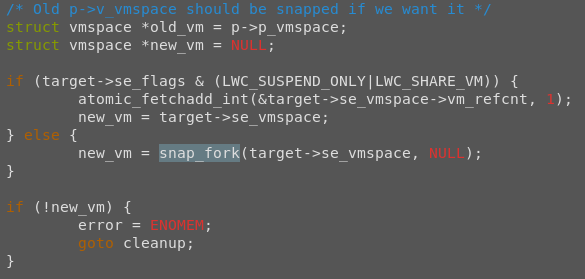 /* Old p->v_vmspace should be snapped if we want it */
struct vmspace *old_vm = p->p_vmspace;
struct vmspace *new_vm = NULL;
if (target->se_flags & (LWC_SUSPEND_ONLY|LWC_SHARE_VM)) {
atomic_fetchadd_int(&target->se_vmspace->vm_refcnt, 1);
new_vm = target->se_vmspace;
} else {
new_vm = snap_fork(target->se_vmspace, NULL);
}
if (!new_vm) {
error = ENOMEM;
goto cleanup;
}